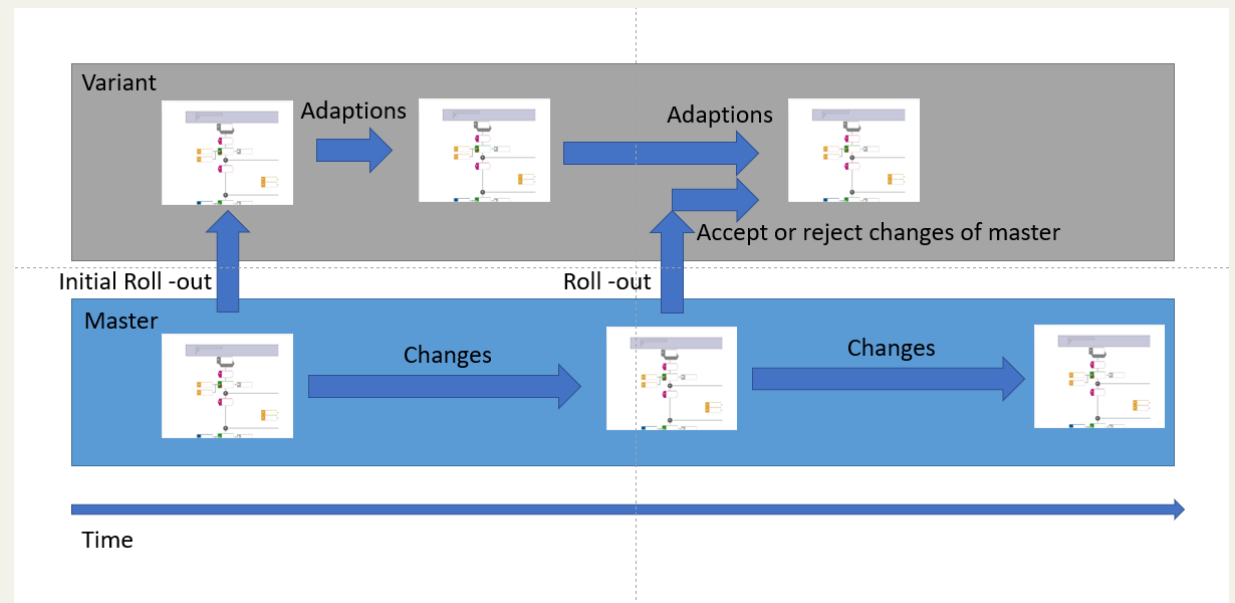 Variant
Adaptions
Adaptions
Accept or reject changes of master
Initial Roll -out
Roll -out
Master
Changes
Changes
Time